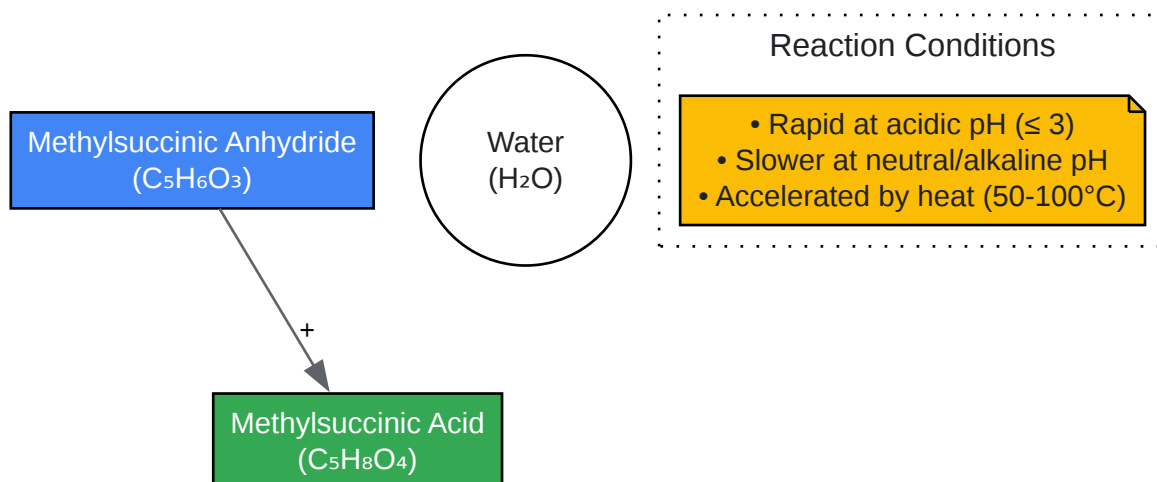 Reaction Conditions
Methylsuccinic Anhydride
(C₅H₆O₃)
Water
(H₂O)
• Rapid at acidic pH (≤ 3)
• Slower at neutral/alkaline pH
• Accelerated by heat (50-100°C)
+
Methylsuccinic Acid
(C₅H₈O₄)